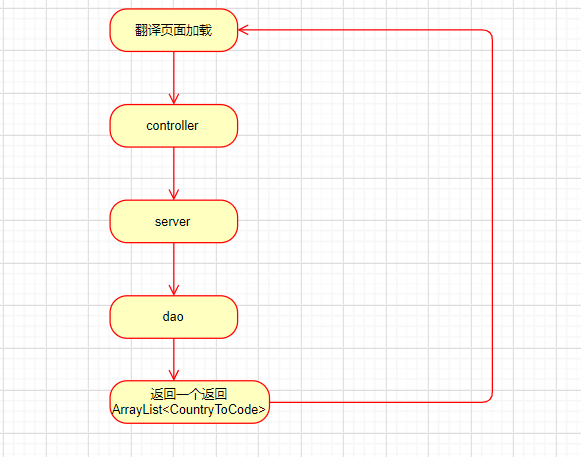 翻译页面加载
controller
server
dao
返回一个返回
ArrayList<CountryToCode>